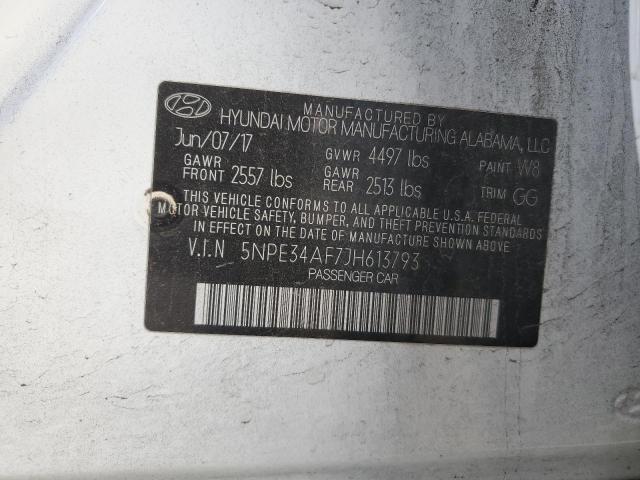 MANUFACTURED BY
HYUNDAI MOTOR MANUFACTURING ALABAMA, LLC
Jun/07/17 GVWR 4497 lbs PAINT W8
GAWR FRONT 2557 lbs GAWR REAR 2513 lbs TRIM GG
THIS VEHICLE CONFORMS TO ALL APPLICABLE U.S.A. FEDERAL
MOTOR VEHICLE SAFETY, BUMPER, AND THEFT PREVENTION STANDARDS
IN EFFECT ON THE DATE OF MANUFACTURE SHOWN ABOVE.
V.I.N 5NPE34AF7JH613793
PASSENGER CAR